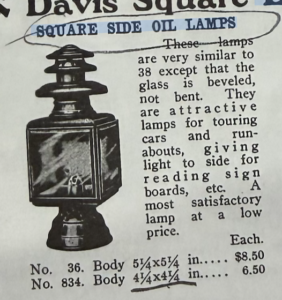 Davis Square
SQUARE SIDE OIL LAMPS
These lamps
are very similar to
38 except that the
glass is beveled,
not bent. They
are attractive
lamps for touring
cars and run-
abouts, giving
light to side for
reading sign
boards, etc. A
most satisfactory
lamp at a low
price.
Each.
No. 36. Body 5¼x5¼ in..... $8.50
No. 834. Body 4¼x4¼ in..... 6.50